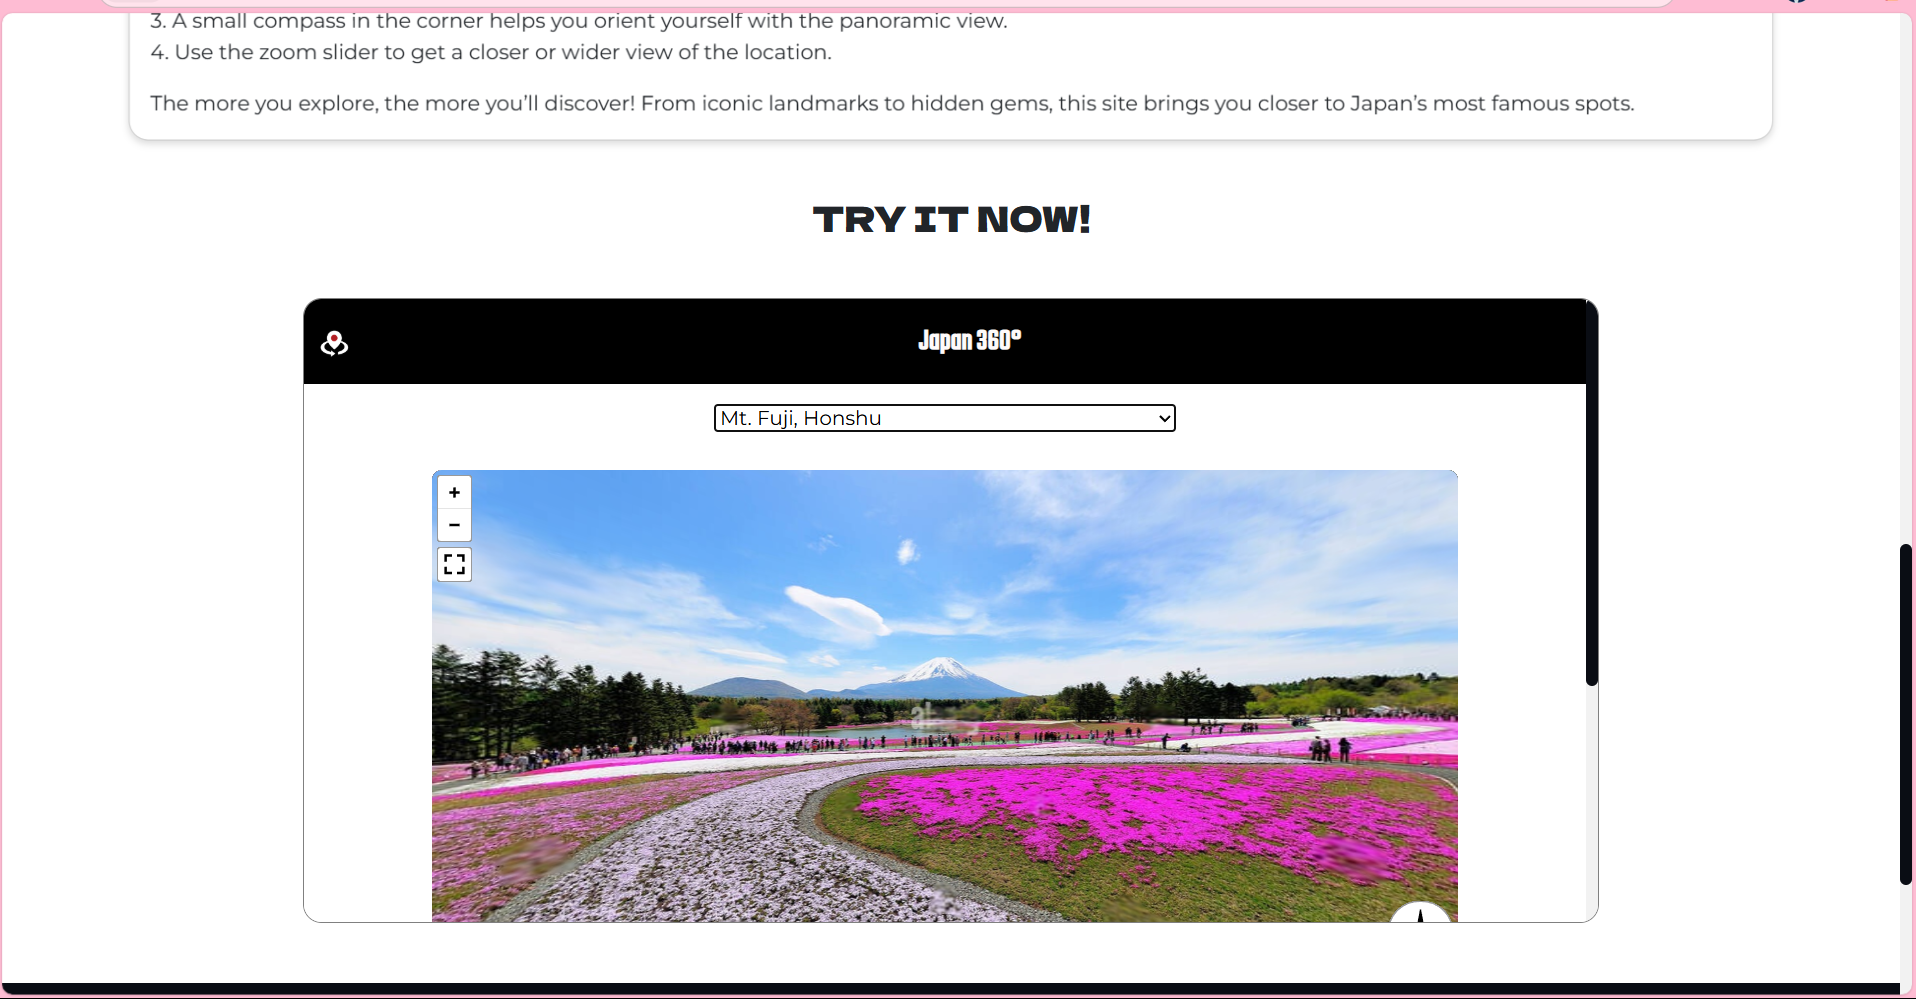 3. A small compass in the corner helps you orient yourself with the panoramic view.
4. Use the zoom slider to get a closer or wider view of the location.
The more you explore, the more you’ll discover! From iconic landmarks to hidden gems, this site brings you closer to Japan’s most famous spots.
TRY IT NOW!
Japan 360°
Mt. Fuji, Honshu
+
−